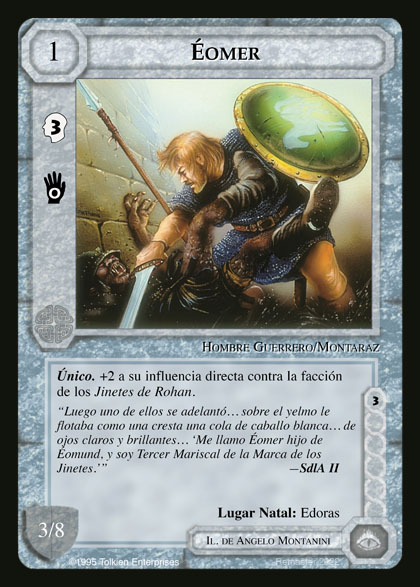 1
ÉOMER
3
HOMBRE GUERRERO/MONTARAZ
Único. +2 a su influencia directa contra la facción
de los Jinetes de Rohan.
“Luego uno de ellos se adelantó… sobre el yelmo le
flotaba como una cresta una cola de caballo blanca… de
ojos claros y brillantes… ‘Me llamo Éomer hijo de
Éomund, y soy Tercer Mariscal de la Marca de los
Jinetes.’”
–SdlA II
3
Lugar Natal: Edoras
3/8
IL. DE ANGELO MONTANINI
©1995 Tolkien Enterprises